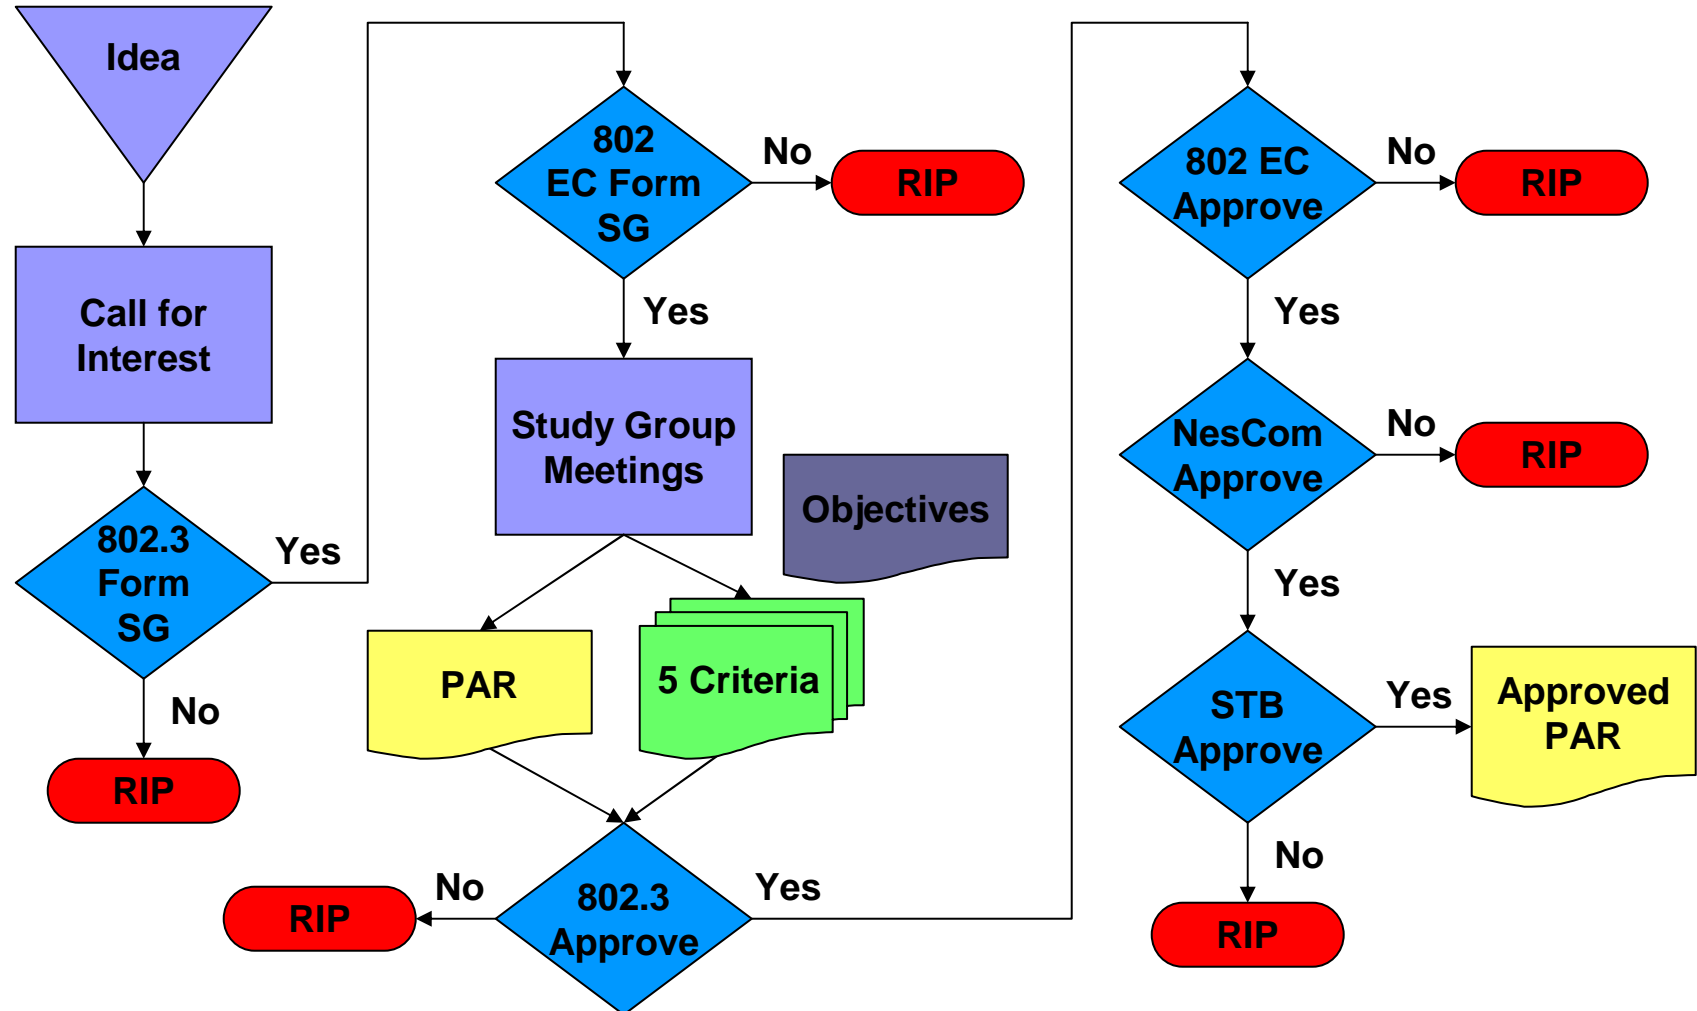 Idea
Call for
Interest
802.3
Form
SG
Yes
No
RIP
802
EC Form
SG
No
RIP
Yes
Study Group
Meetings
Objectives
PAR
5 Criteria
802.3
Approve
No
RIP
Yes
802 EC
Approve
No
RIP
Yes
NesCom
Approve
No
RIP
Yes
STB
Approve
Yes
Approved
PAR
No
RIP